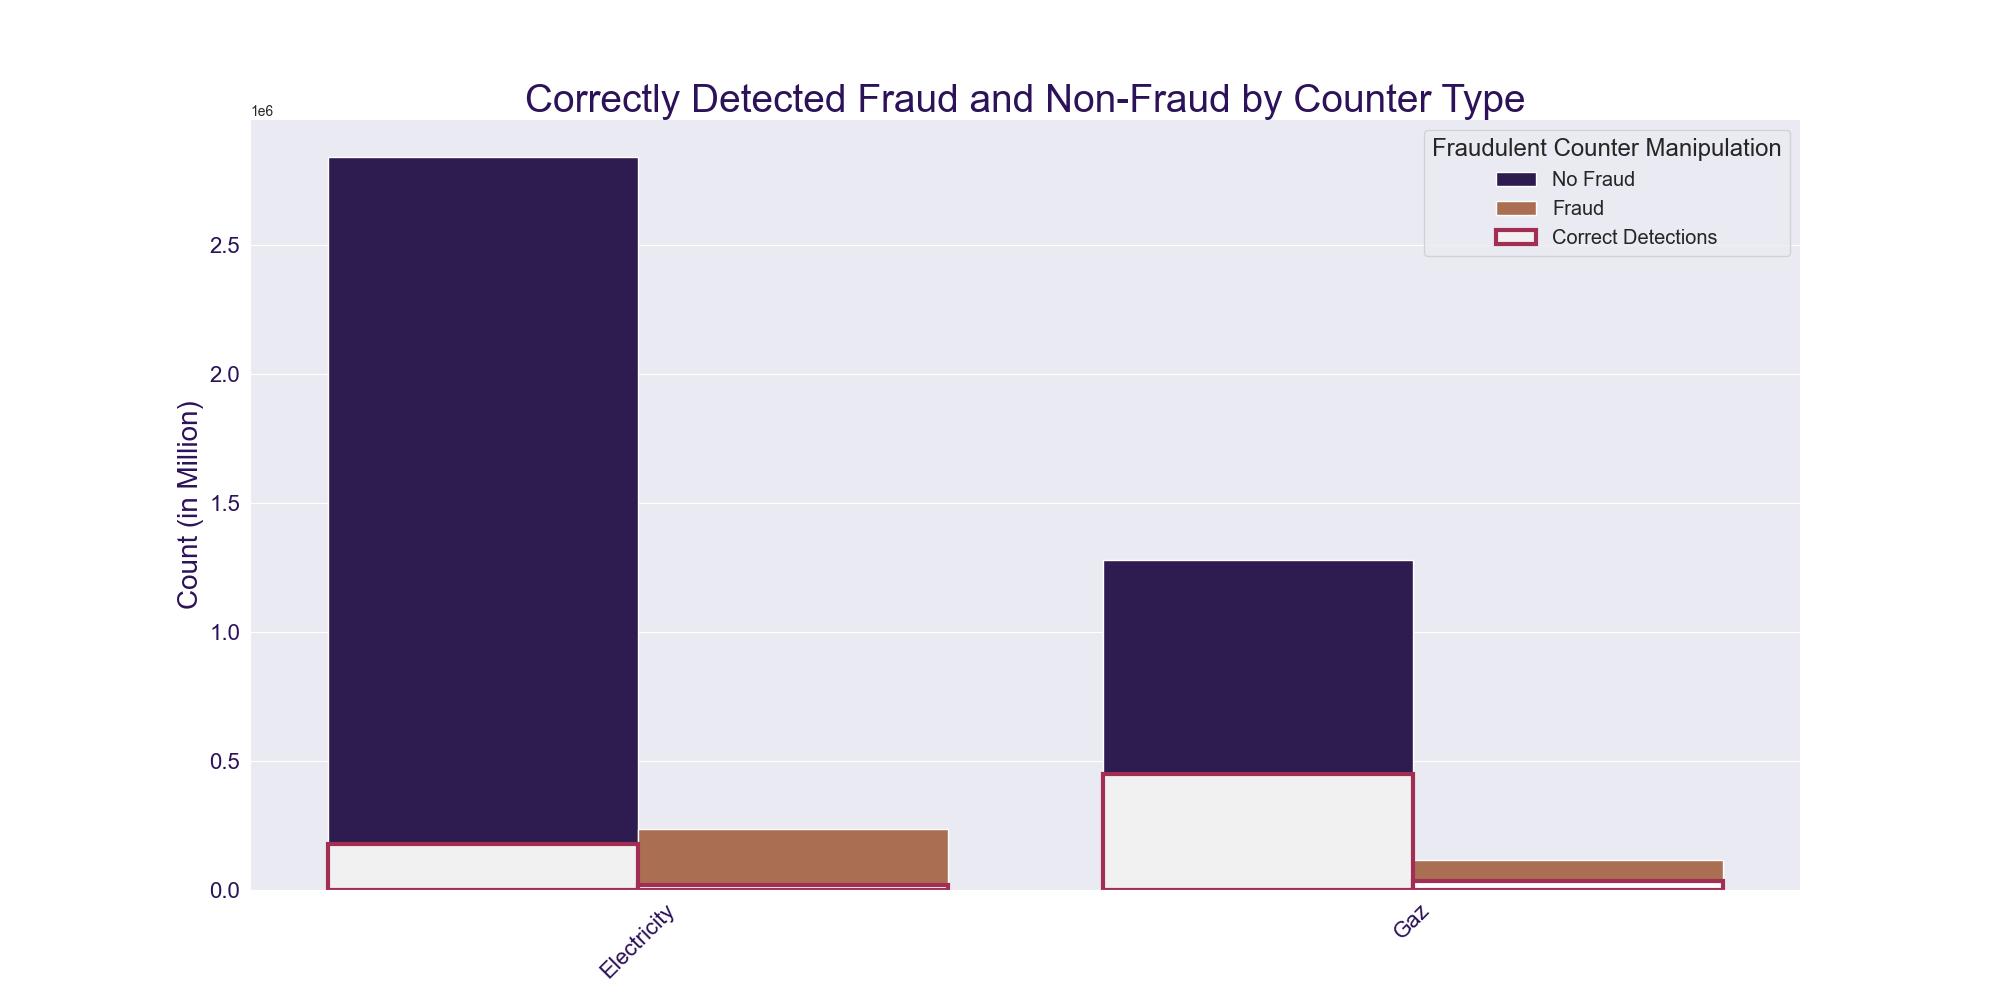 Correctly Detected Fraud and Non-Fraud by Counter Type
1e6
Fraudulent Counter Manipulation
No Fraud
Fraud
Correct Detections
Count (in Million)
2.5
2.0
1.5
1.0
0.5
0.0
Electricity
Gaz